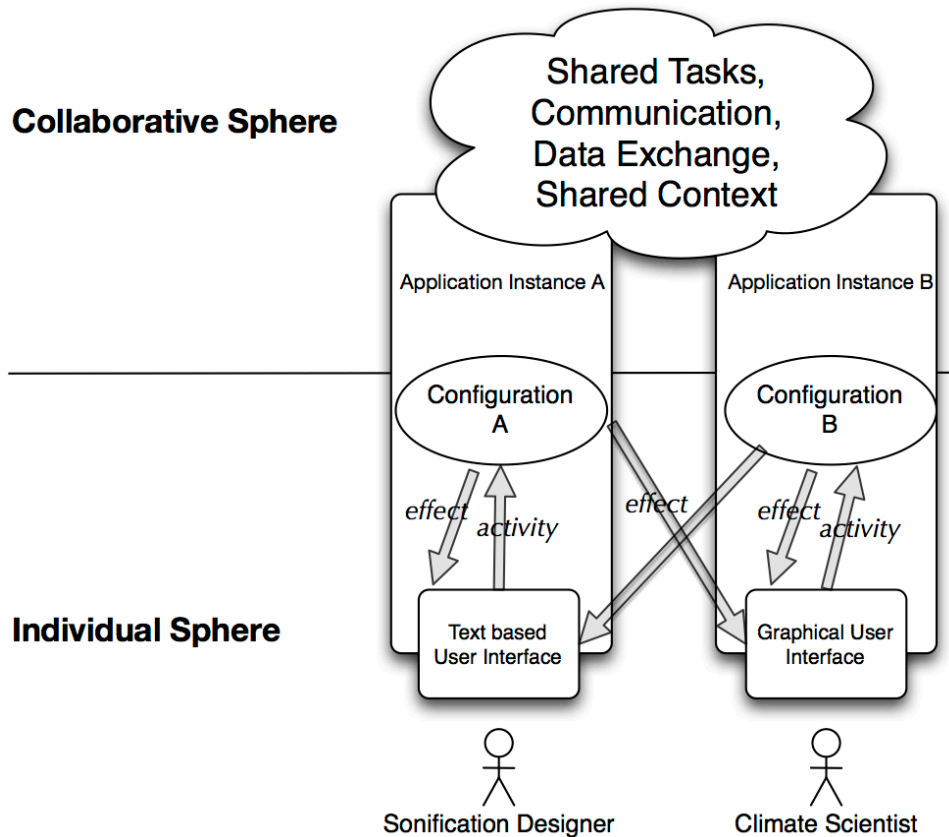 Shared Tasks,
Communication,
Data Exchange,
Shared Context
Collaborative Sphere
Application Instance A
Application Instance B
Configuration
A
Configuration
B
effect
activity
effect
effect
activity
Individual Sphere
Text based
User Interface
Graphical User
Interface
Sonification Designer
Climate Scientist